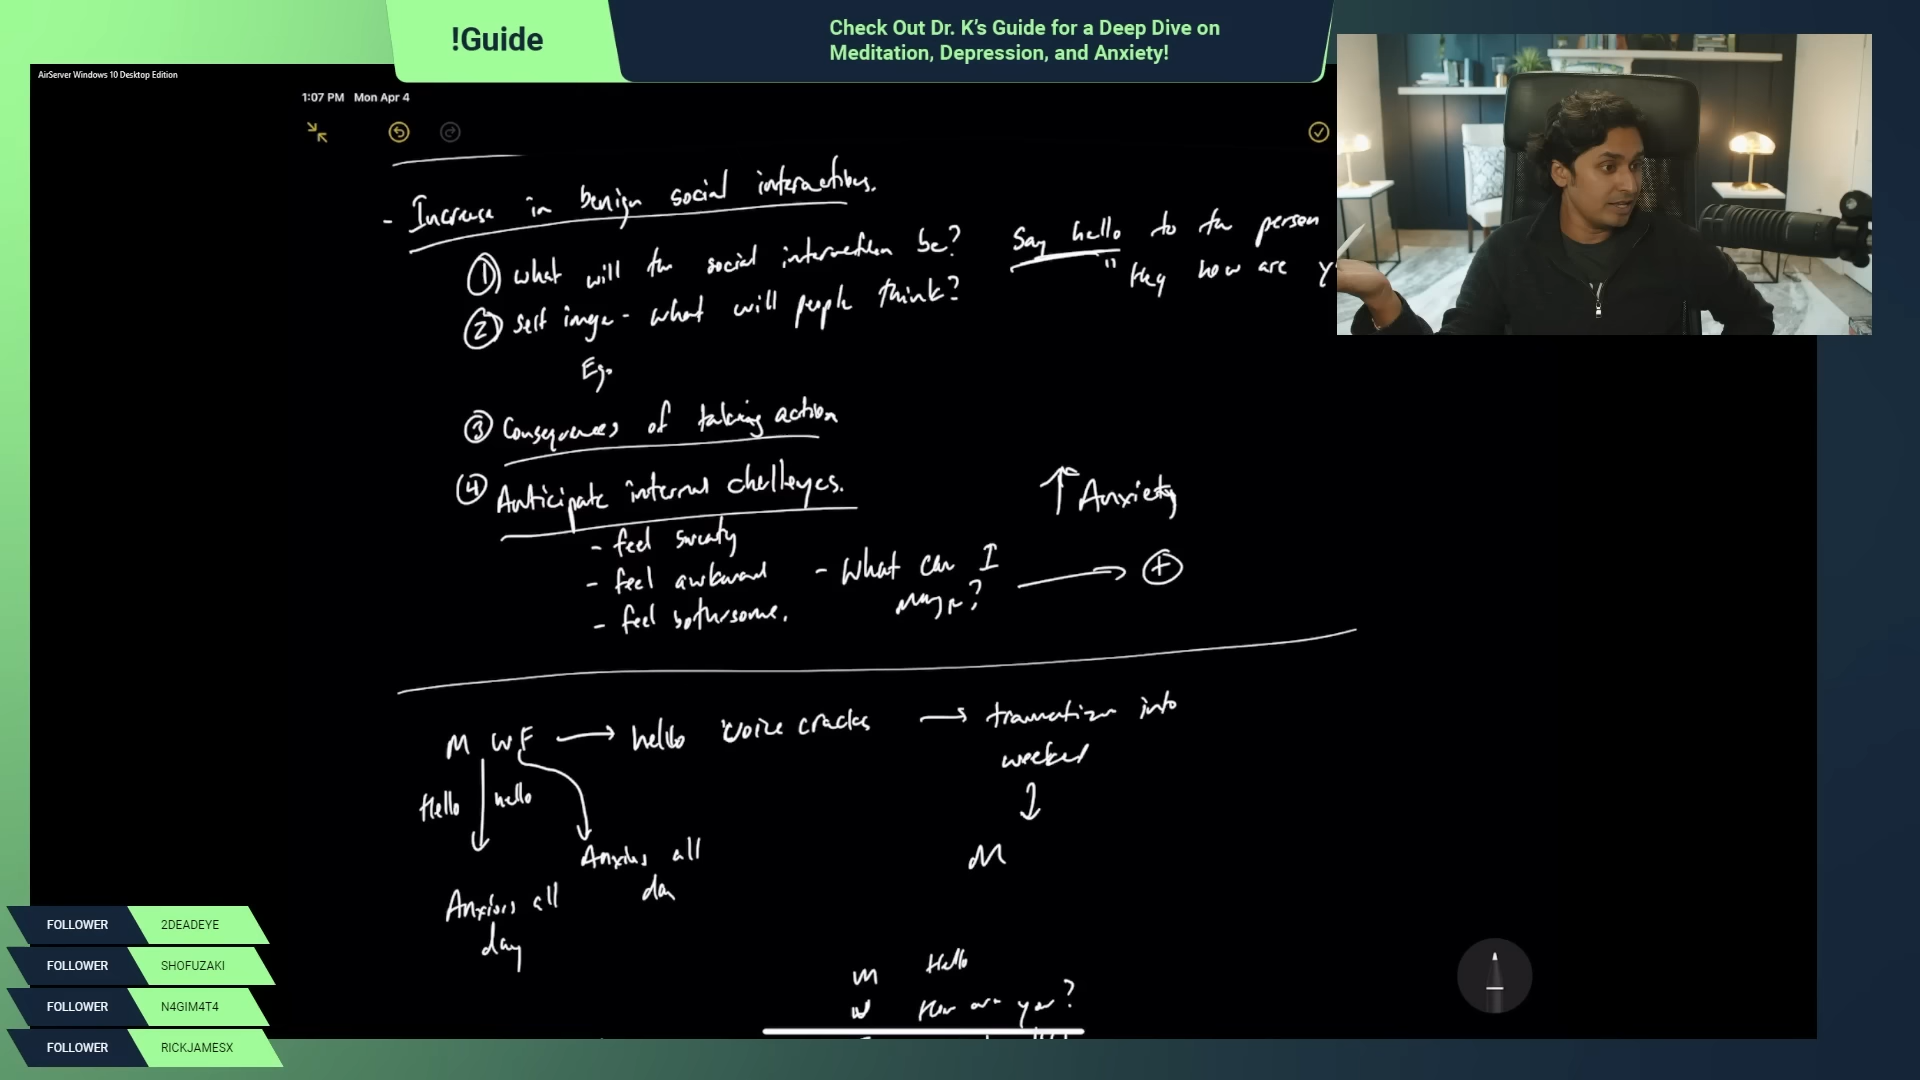 !Guide
Check Out Dr. K's Guide for a Deep Dive on
Meditation, Depression, and Anxiety!
AirServer Windows 10 Desktop Edition
1:07 PM Mon Apr 4
- Increase in benign social interactions.
① What will the social interaction be?
Say hello to the person
"Hey how are y
② Self image - what will people think?
Eg.
③ Consequences of taking action
④ Anticipate internal challenges.
↑ Anxiety
- feel sweaty
- feel awkward
- What can I
→ ⊕
- feel bothersome.
M W F → hello voice cracks → into
↓
Hello hello
M
Anxious all
day
Anxious all
day
M Hello
W How are you?
FOLLOWER 2DEADEYE
FOLLOWER SHOFUZAKI
FOLLOWER N4GIM4T4
FOLLOWER RICKJAMESX